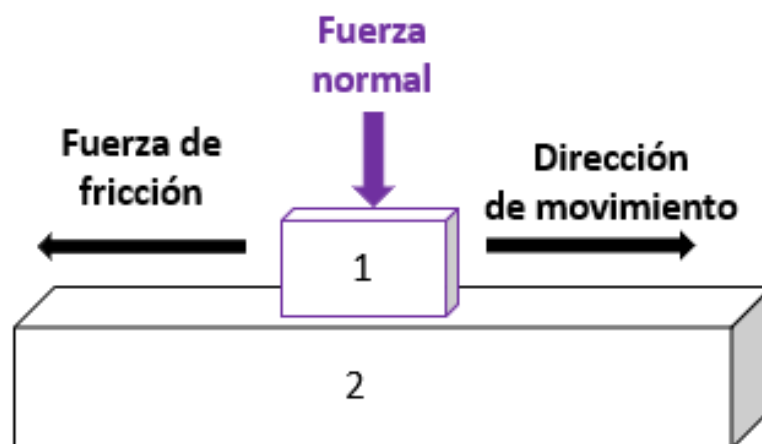 Fuerza
normal
Fuerza de
fricción
Dirección
de movimiento
1
2